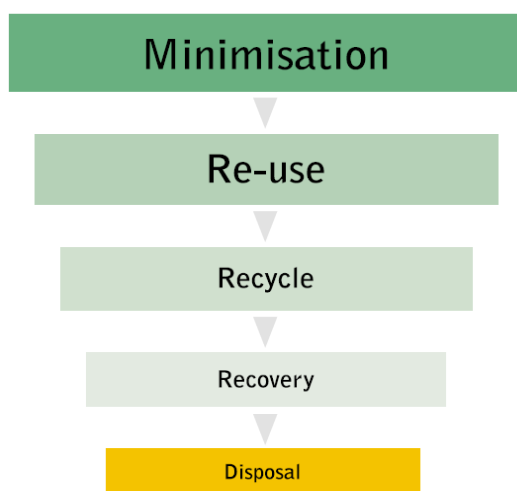 Minimisation
Re-use
Recycle
Recovery
Disposal